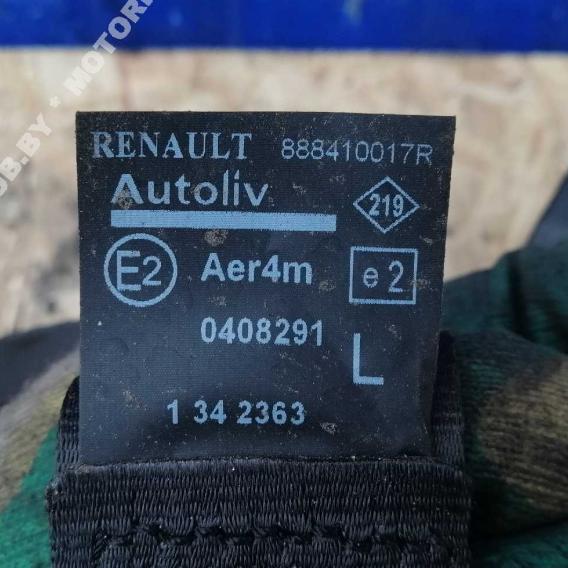 RENAULT 888410017R
Autoliv
219
E2 Aer4m e2
0408291
L
1 34 2363